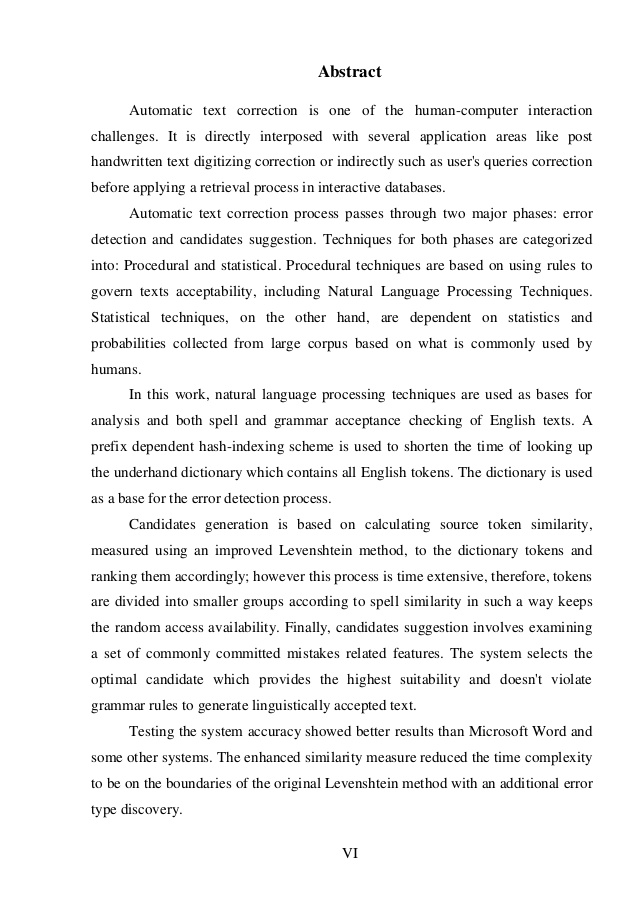 Abstract
Automatic text correction is one of the human-computer interaction
challenges. It is directly interposed with several application areas like post
handwritten text digitizing correction or indirectly such as user's queries correction
before applying a retrieval process in interactive databases.
Automatic text correction process passes through two major phases: error
detection and candidates suggestion. Techniques for both phases are categorized
into: Procedural and statistical. Procedural techniques are based on using rules to
govern texts acceptability, including Natural Language Processing Techniques.
Statistical techniques, on the other hand, are dependent on statistics and
probabilities collected from large corpus based on what is commonly used by
humans.
In this work, natural language processing techniques are used as bases for
analysis and both spell and grammar acceptance checking of English texts. A
prefix dependent hash-indexing scheme is used to shorten the time of looking up
the underhand dictionary which contains all English tokens. The dictionary is used
as a base for the error detection process.
Candidates generation is based on calculating source token similarity,
measured using an improved Levenshtein method, to the dictionary tokens and
ranking them accordingly; however this process is time extensive, therefore, tokens
are divided into smaller groups according to spell similarity in such a way keeps
the random access availability. Finally, candidates suggestion involves examining
a set of commonly committed mistakes related features. The system selects the
optimal candidate which provides the highest suitability and doesn't violate
grammar rules to generate linguistically accepted text.
Testing the system accuracy showed better results than Microsoft Word and
some other systems. The enhanced similarity measure reduced the time complexity
to be on the boundaries of the original Levenshtein method with an additional error
type discovery.
VI